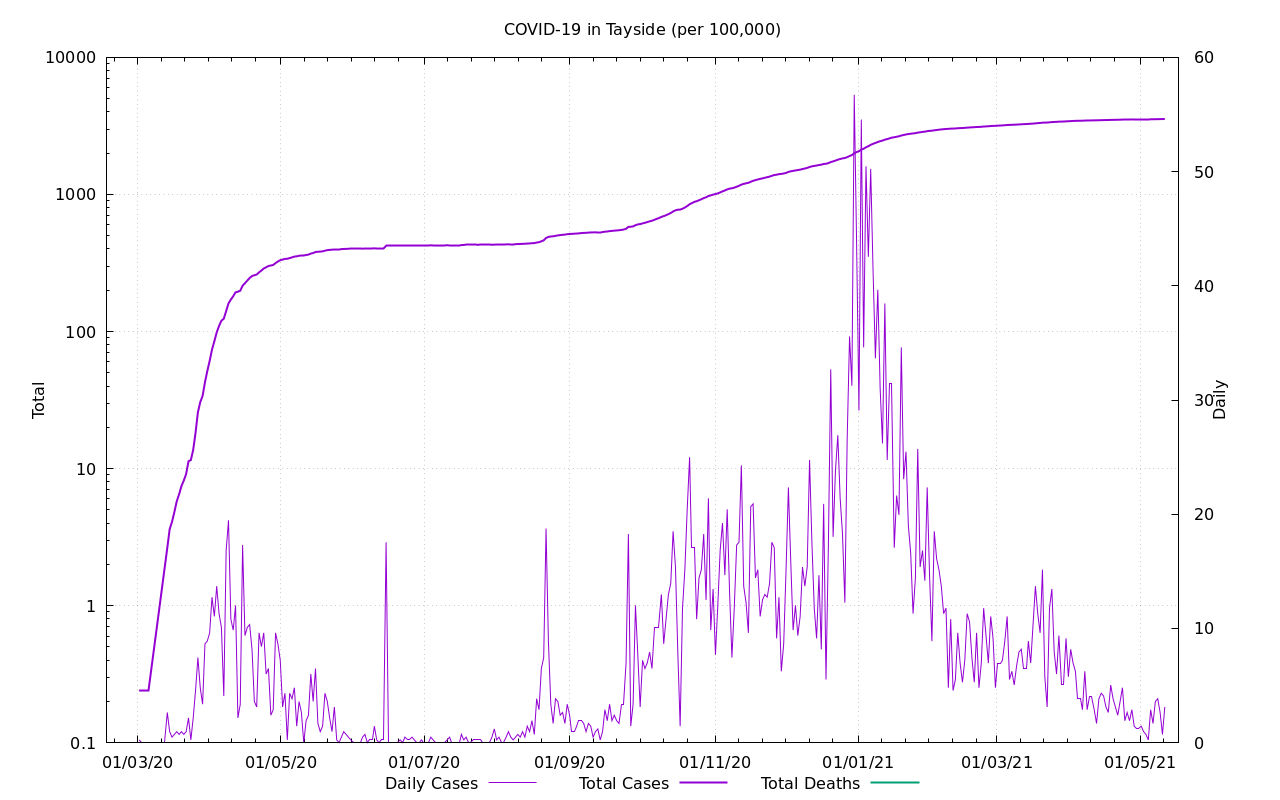 COVID-19 in Tayside (per 100,000)
10000
1000
100
10
1
0.1
Total
60
50
40
30
20
10
0
Daily
01/03/20 01/05/20 01/07/20 01/09/20 01/11/20 01/01/21 01/03/21 01/05/21
Daily Cases Total Cases Total Deaths